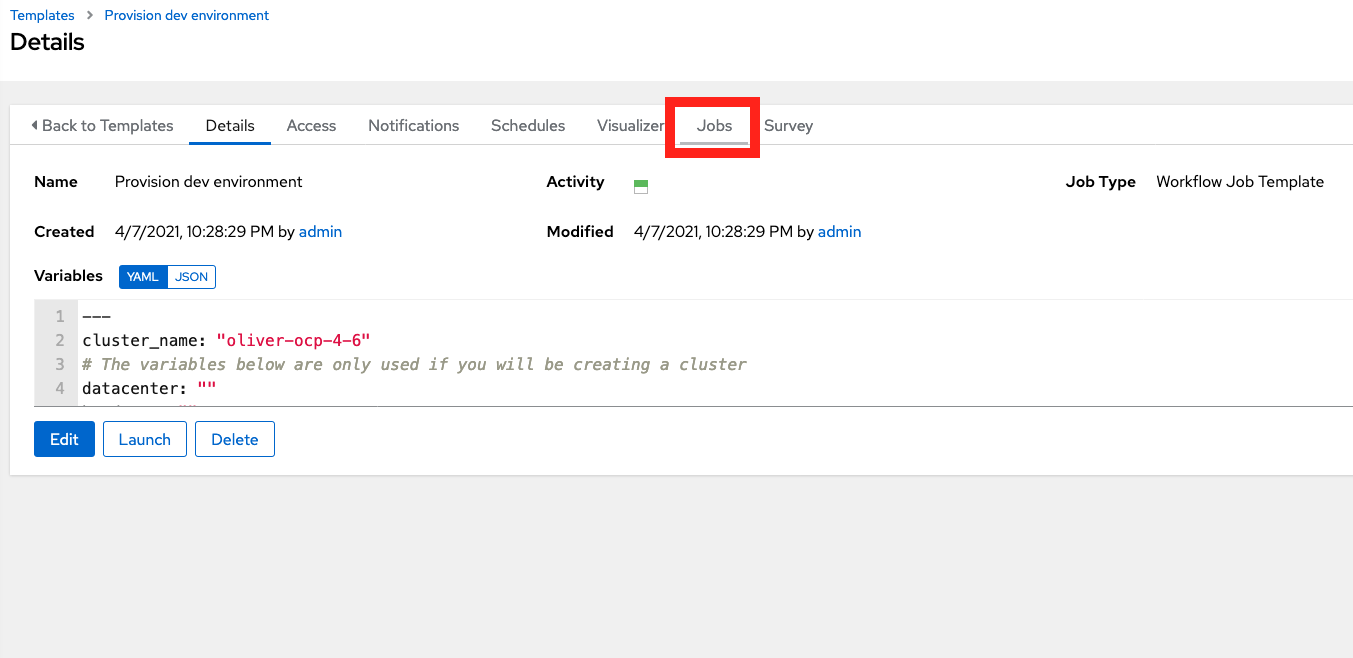 Templates > Provision dev environment
Details
Back to Templates Details Access Notifications Schedules Visualizer Jobs Survey
Name Provision dev environment Activity Job Type Workflow Job Template
Created 4/7/2021, 10:28:29 PM by admin Modified 4/7/2021, 10:28:29 PM by admin
Variables YAML JSON
1 ---
2 cluster_name: "oliver-ocp-4-6"
3 # The variables below are only used if you will be creating a cluster
4 datacenter: ""
Edit Launch Delete